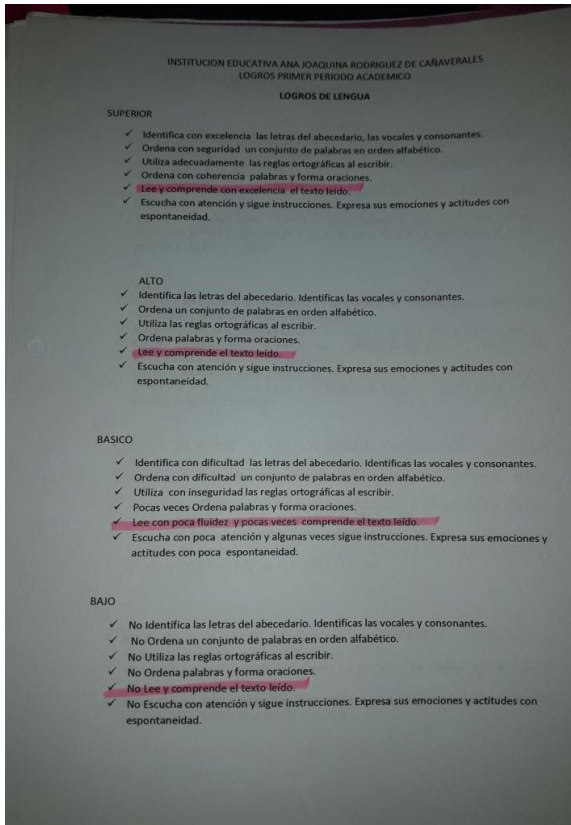 INSTITUCION EDUCATIVA ANA JOAQUINA RODRIGUEZ DE CAÑAVERALES
LOGROS PRIMER PERIODO ACADEMICO
LOGROS DE LENGUA
SUPERIOR
✓ Identifica con excelencia las letras del abecedario, las vocales y consonantes.
✓ Ordena con seguridad un conjunto de palabras en orden alfabético.
✓ Utiliza adecuadamente las reglas ortográficas al escribir.
✓ Ordena con coherencia palabras y forma oraciones.
✓ Lee y comprende con excelencia el texto leído.
✓ Escucha con atención y sigue instrucciones. Expresa sus emociones y actitudes con
espontaneidad.
ALTO
✓ Identifica las letras del abecedario. Identificas las vocales y consonantes.
✓ Ordena un conjunto de palabras en orden alfabético.
✓ Utiliza las reglas ortográficas al escribir.
✓ Ordena palabras y forma oraciones.
✓ Lee y comprende el texto leído.
✓ Escucha con atención y sigue instrucciones. Expresa sus emociones y actitudes con
espontaneidad.
BASICO
✓ Identifica con dificultad las letras del abecedario. Identificas las vocales y consonantes.
✓ Ordena con dificultad un conjunto de palabras en orden alfabético.
✓ Utiliza con inseguridad las reglas ortográficas al escribir.
✓ Pocas veces Ordena palabras y forma oraciones.
✓ Lee con poca fluidez y pocas veces comprende el texto leído.
✓ Escucha con poca atención y algunas veces sigue instrucciones. Expresa sus emociones y
actitudes con poca espontaneidad.
BAJO
✓ No Identifica las letras del abecedario. Identificas las vocales y consonantes.
✓ No Ordena un conjunto de palabras en orden alfabético.
✓ No Utiliza las reglas ortográficas al escribir.
✓ No Ordena palabras y forma oraciones.
✓ No Lee y comprende el texto leído.
✓ No Escucha con atención y sigue instrucciones. Expresa sus emociones y actitudes con
espontaneidad.